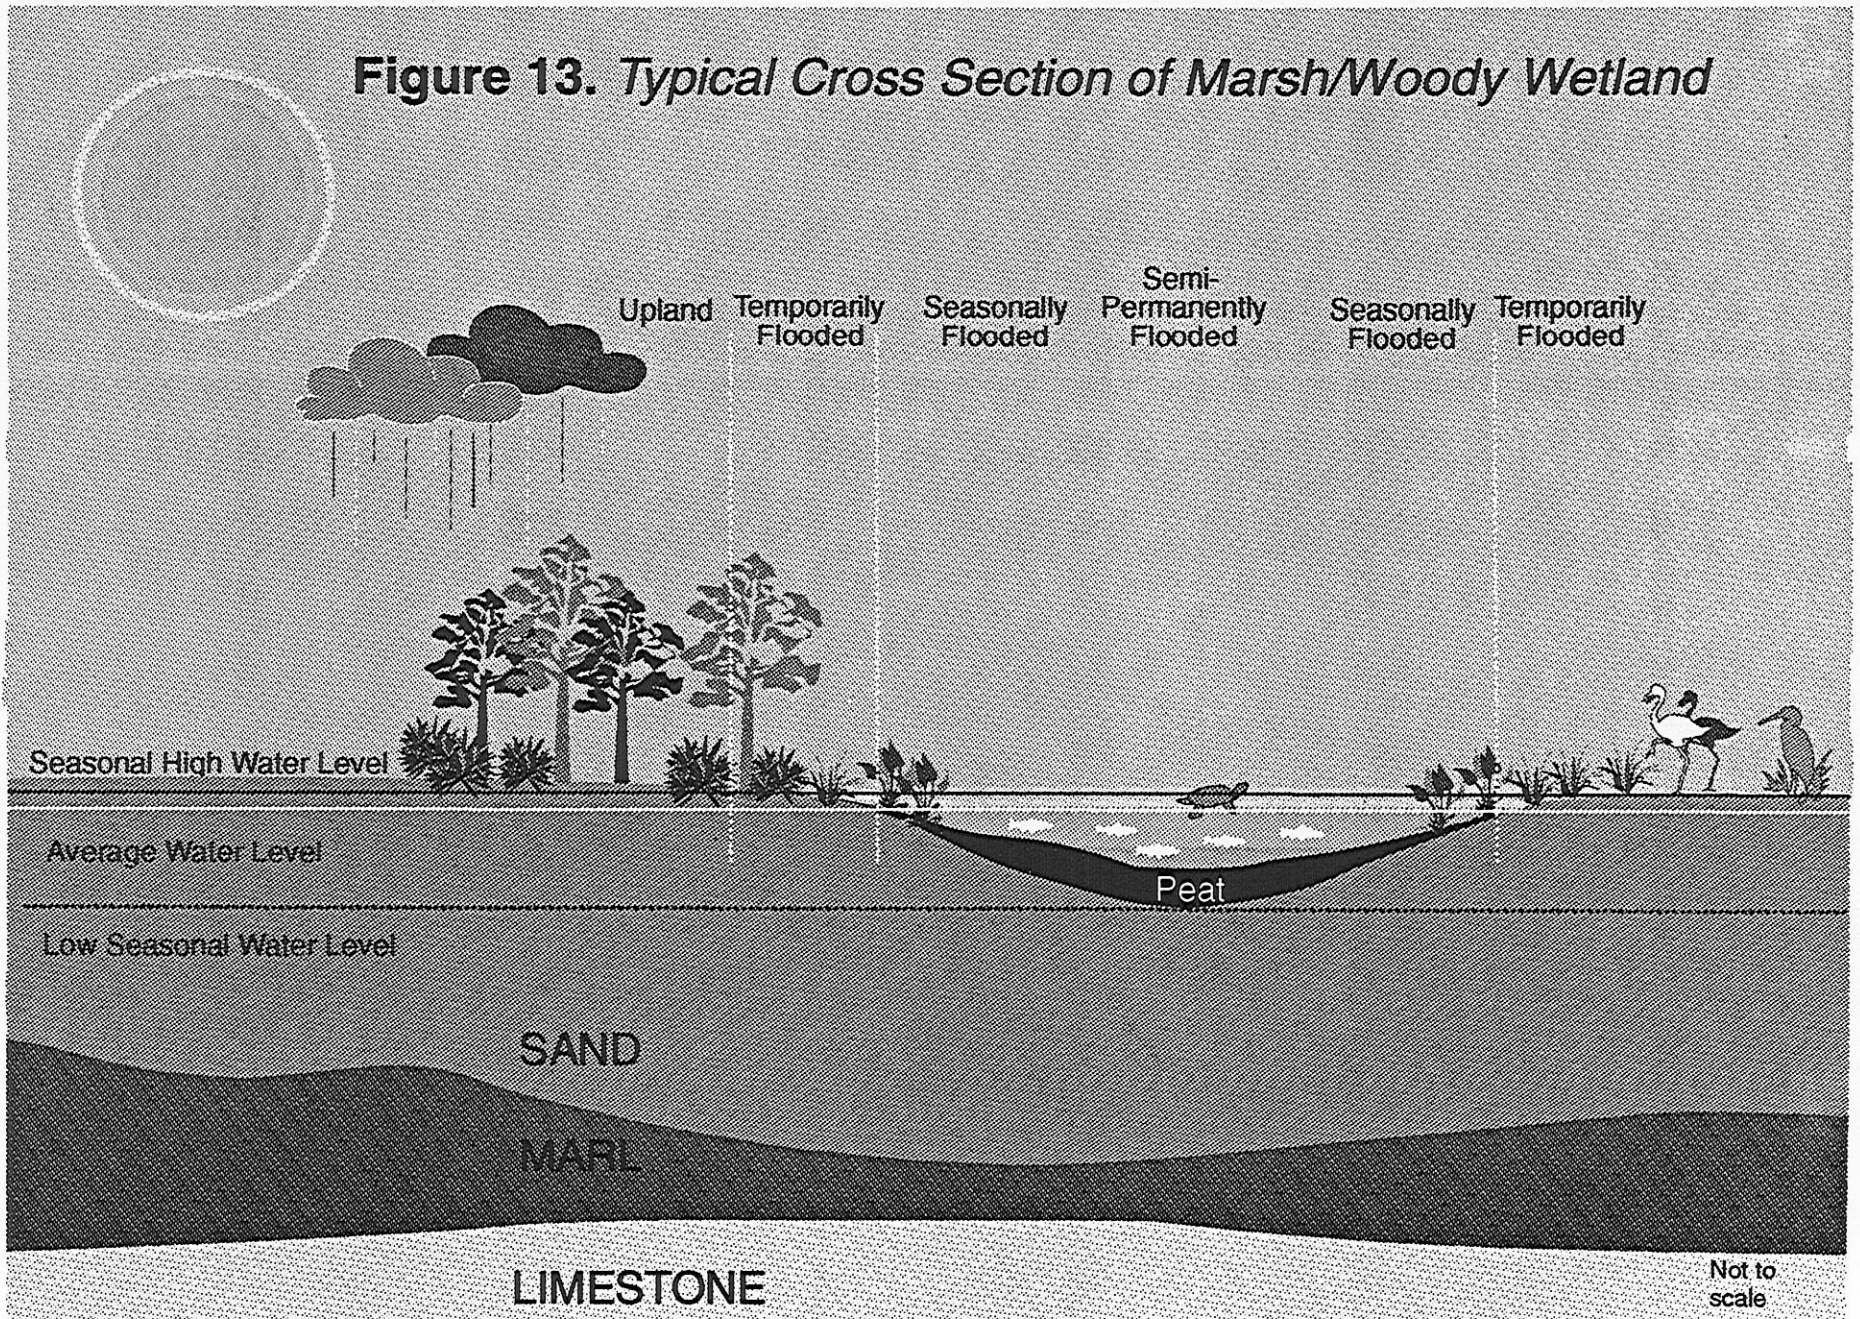 Figure 13. Typical Cross Section of Marsh/Woody Wetland
Upland
Temporarily
Flooded
Seasonally
Flooded
Semi-
Permanently
Flooded
Seasonally
Flooded
Temporarily
Flooded
Seasonal High Water Level
Average Water Level
Peat
Low Seasonal Water Level
SAND
MARL
LIMESTONE
Not to
scale